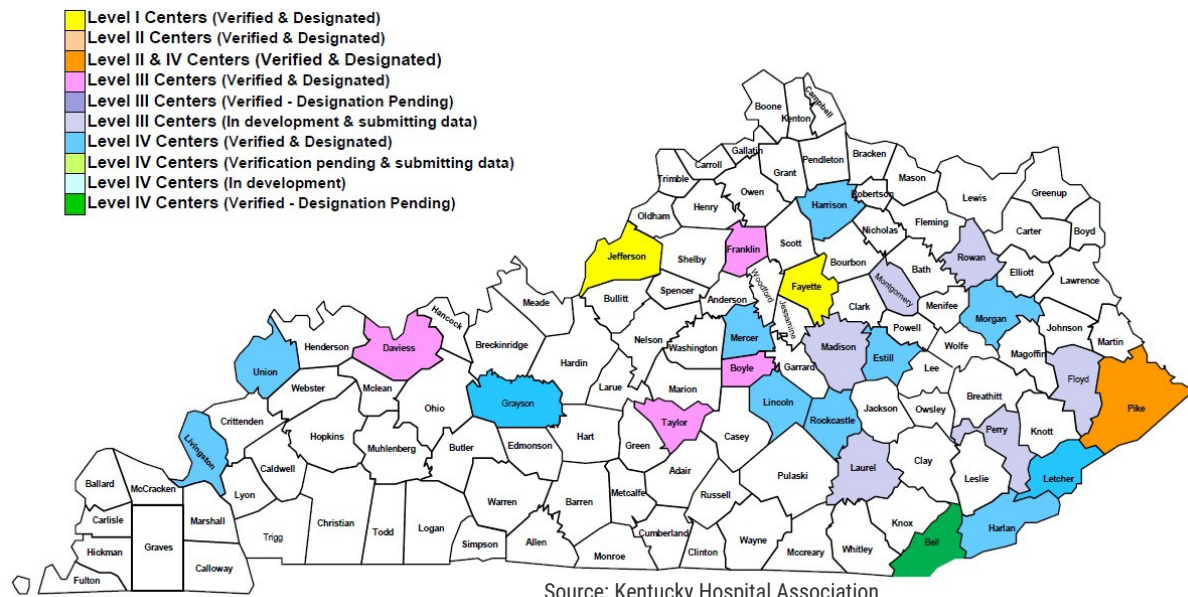 Level I Centers (Verified & Designated)
Level II Centers (Verified & Designated)
Level II & IV Centers (Verified & Designated)
Level III Centers (Verified & Designated)
Level III Centers (Verified - Designation Pending)
Level III Centers (In development & submitting data)
Level IV Centers (Verified & Designated)
Level IV Centers (Verification pending & submitting data)
Level IV Centers (In development)
Level IV Centers (Verified - Designation Pending)
Boone
Kenton
Campbell
Gallatin
Carroll
Trimble
Grant
Pendleton
Bracken
Mason
Lewis
Greenup
Owen
Henry
Oldham
Harrison
Robertson
Fleming
Carter
Boyd
Nicholas
Jefferson
Shelby
Franklin
Scott
Bourbon
Bath
Rowan
Elliott
Lawrence
Meade
Bullitt
Spencer
Anderson
Woodford
Fayette
Jessamine
Clark
Montgomery
Menifee
Morgan
Johnson
Martin
Hancock
Breckinridge
Hardin
Nelson
Washington
Mercer
Garrard
Madison
Estill
Powell
Wolfe
Magoffin
Floyd
Pike
Henderson
Daviess
Union
Webster
Mclean
Ohio
Grayson
Larue
Marion
Boyle
Lincoln
Rockcastle
Jackson
Lee
Owsley
Breathitt
Knott
Perry
Crittenden
Livingston
Hopkins
Muhlenberg
Butler
Edmonson
Hart
Green
Taylor
Casey
Adair
Pulaski
Laurel
Clay
Leslie
Letcher
Ballard
McCracken
Caldwell
Lyon
Warren
Barren
Metcalfe
Russell
Knox
Harlan
Carlisle
Marshall
Graves
Trigg
Christian
Todd
Logan
Simpson
Allen
Monroe
Cumberland
Clinton
Wayne
Mccreary
Whitley
Bell
Hickman
Fulton
Calloway
Source: Kentucky Hospital Association